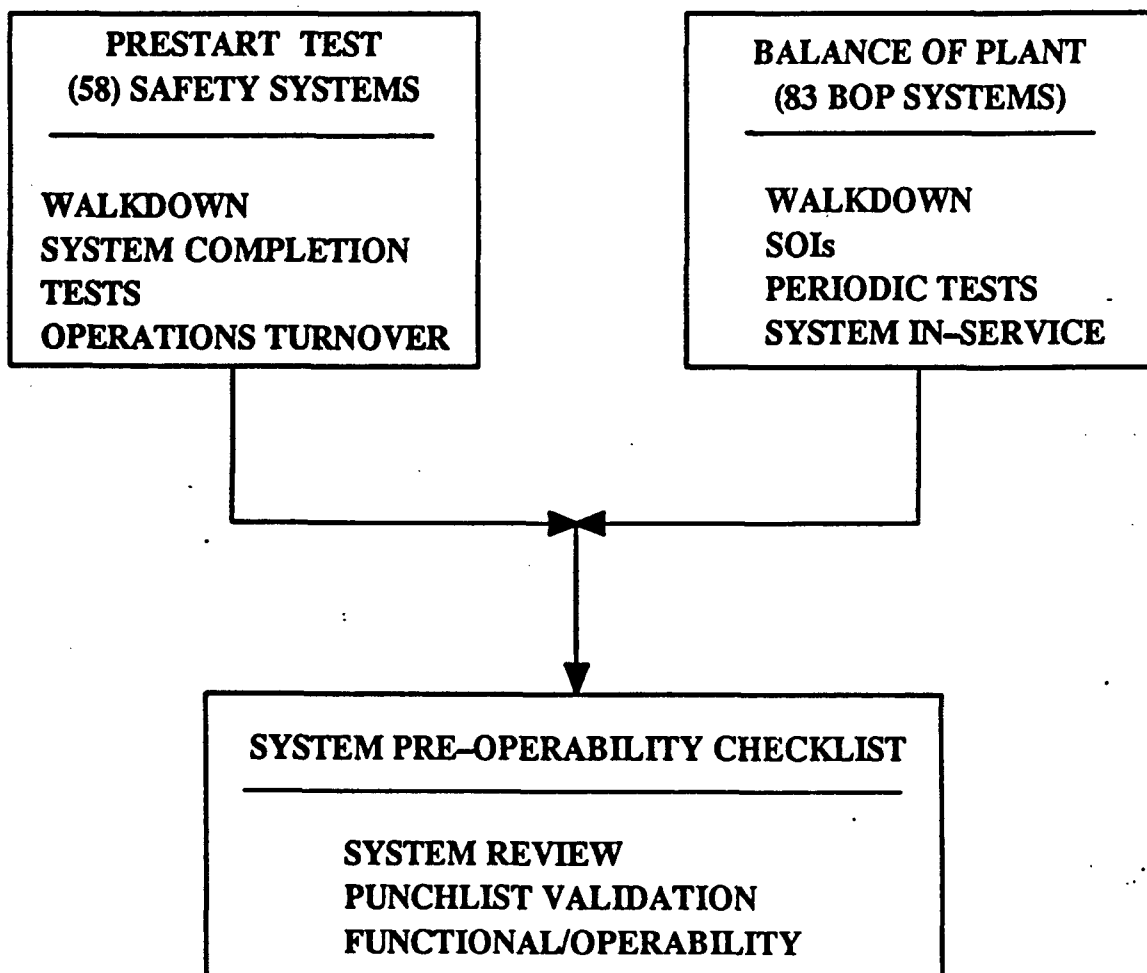 PRESTART TEST
(58) SAFETY SYSTEMS
WALKDOWN
SYSTEM COMPLETION
TESTS
OPERATIONS TURNOVER
BALANCE OF PLANT
(83 BOP SYSTEMS)
WALKDOWN
SOIs
PERIODIC TESTS
SYSTEM IN–SERVICE
SYSTEM PRE–OPERABILITY CHECKLIST
SYSTEM REVIEW
PUNCHLIST VALIDATION
FUNCTIONAL/OPERABILITY